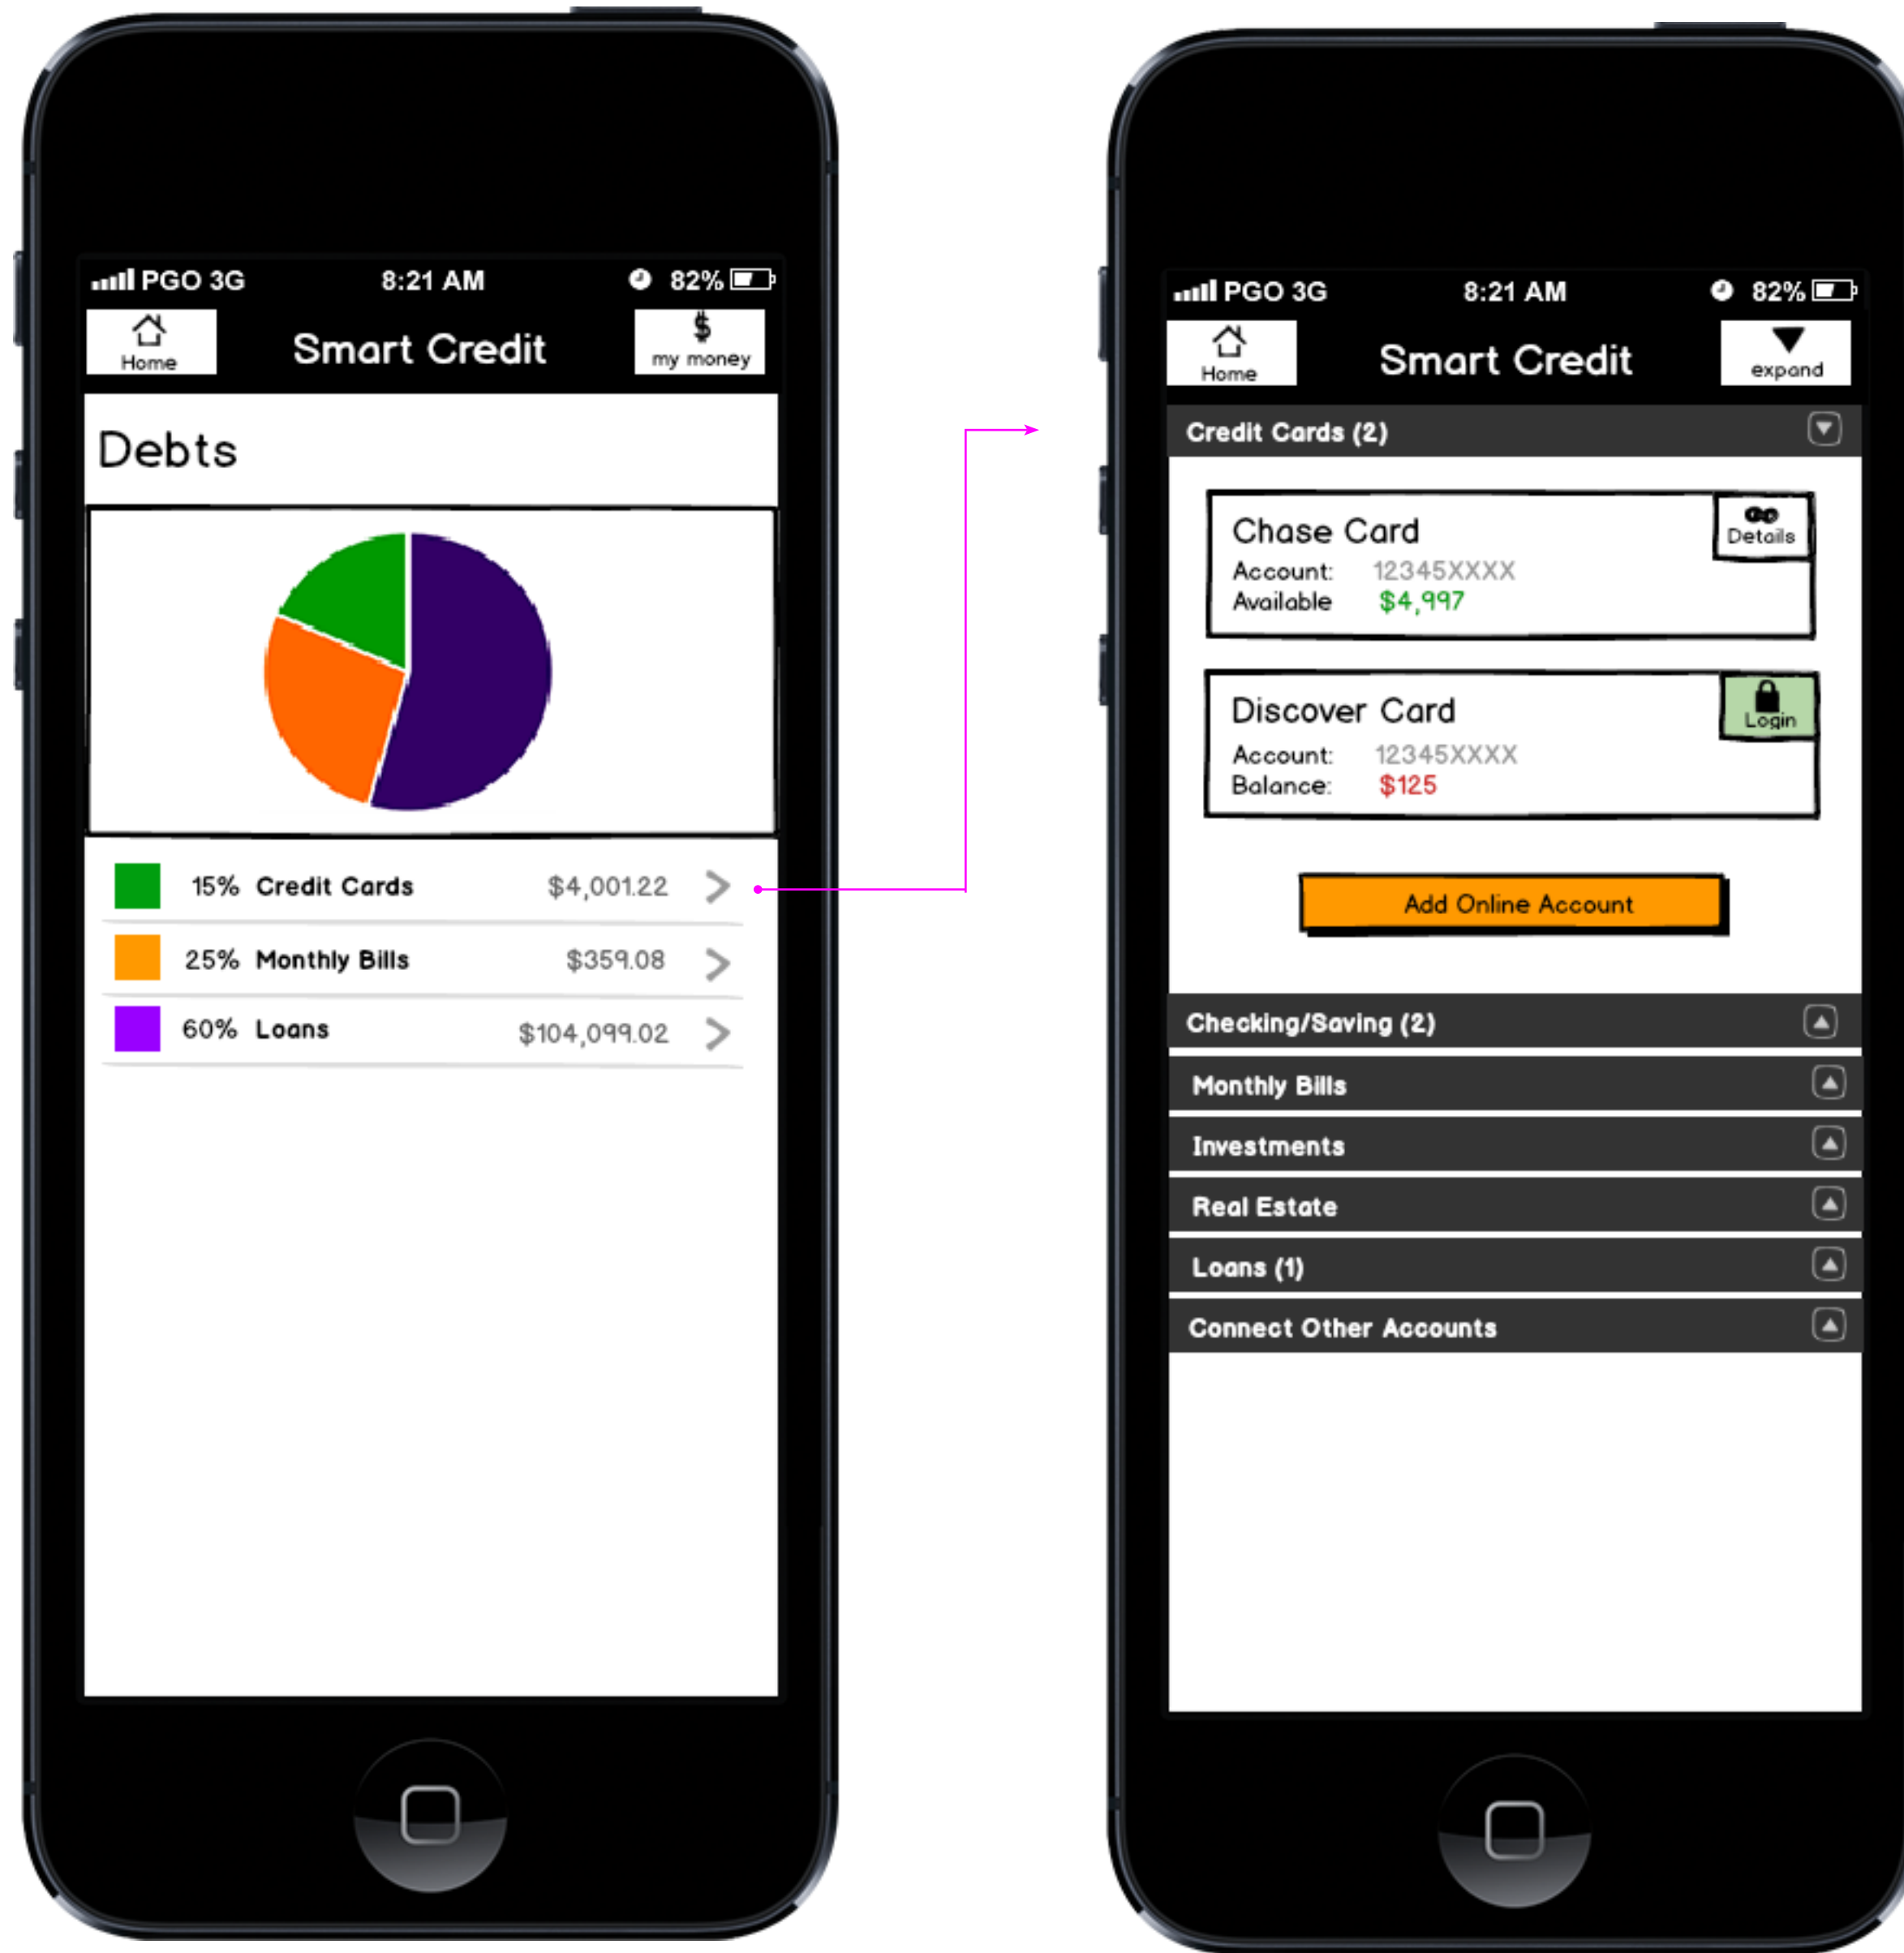 PGO 3G 8:21 AM 82%
Home Smart Credit $ my money
Debts
15% Credit Cards $4,001.22
25% Monthly Bills $359.08
60% Loans $104,099.02
PGO 3G 8:21 AM 82%
Home Smart Credit expand
Credit Cards (2)
Chase Card
Details
Account: 12345XXXX
Available $4,997
Discover Card
Login
Account: 12345XXXX
Balance: $125
Add Online Account
Checking/Saving (2)
Monthly Bills
Investments
Real Estate
Loans (1)
Connect Other Accounts